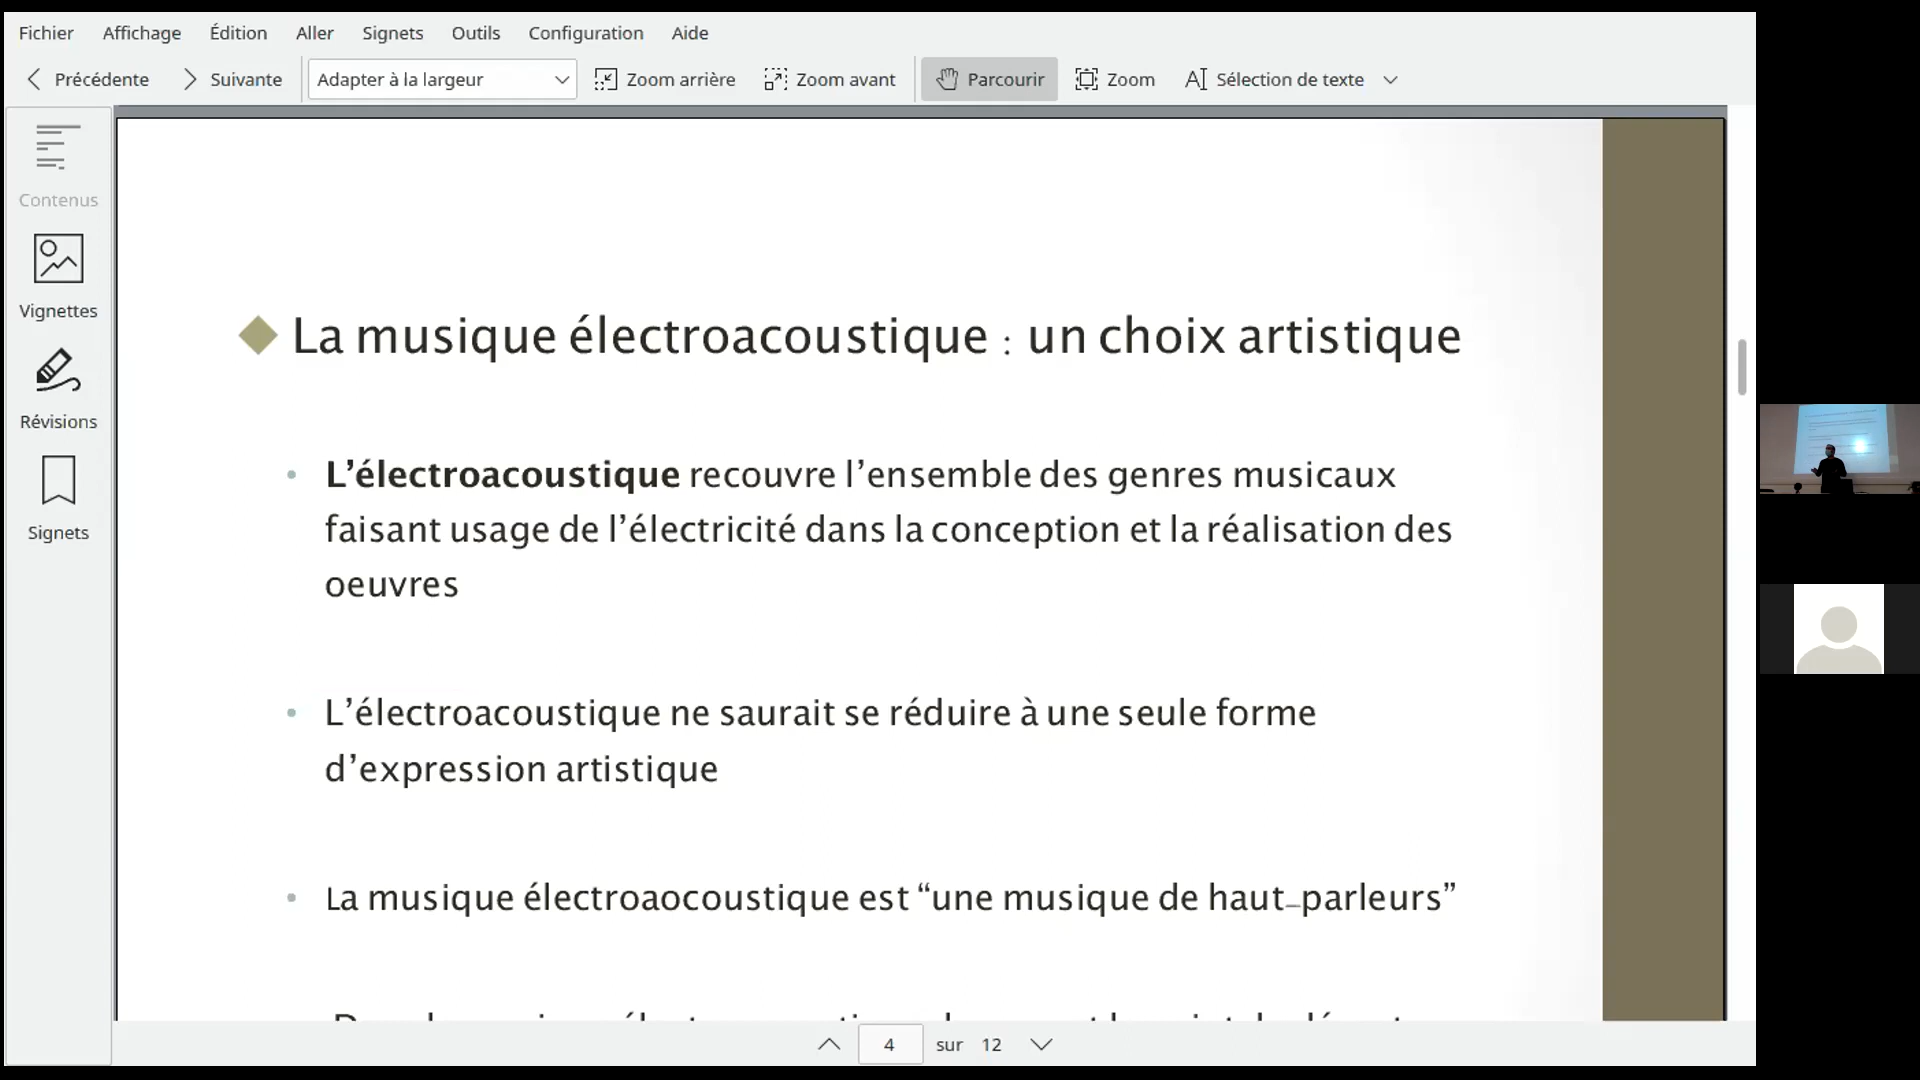 Fichier Affichage Édition Aller Signets Outils Configuration Aide
Précédente Suivante Adapter à la largeur Zoom arrière Zoom avant Parcourir Zoom Sélection de texte
Contenus
Vignettes
Révisions
Signets
La musique électroacoustique : un choix artistique
L’électroacoustique recouvre l’ensemble des genres musicaux
faisant usage de l’électricité dans la conception et la réalisation des
oeuvres
L’électroacoustique ne saurait se réduire à une seule forme
d’expression artistique
La musique électroaocoustique est “une musique de haut-parleurs”
4 sur 12